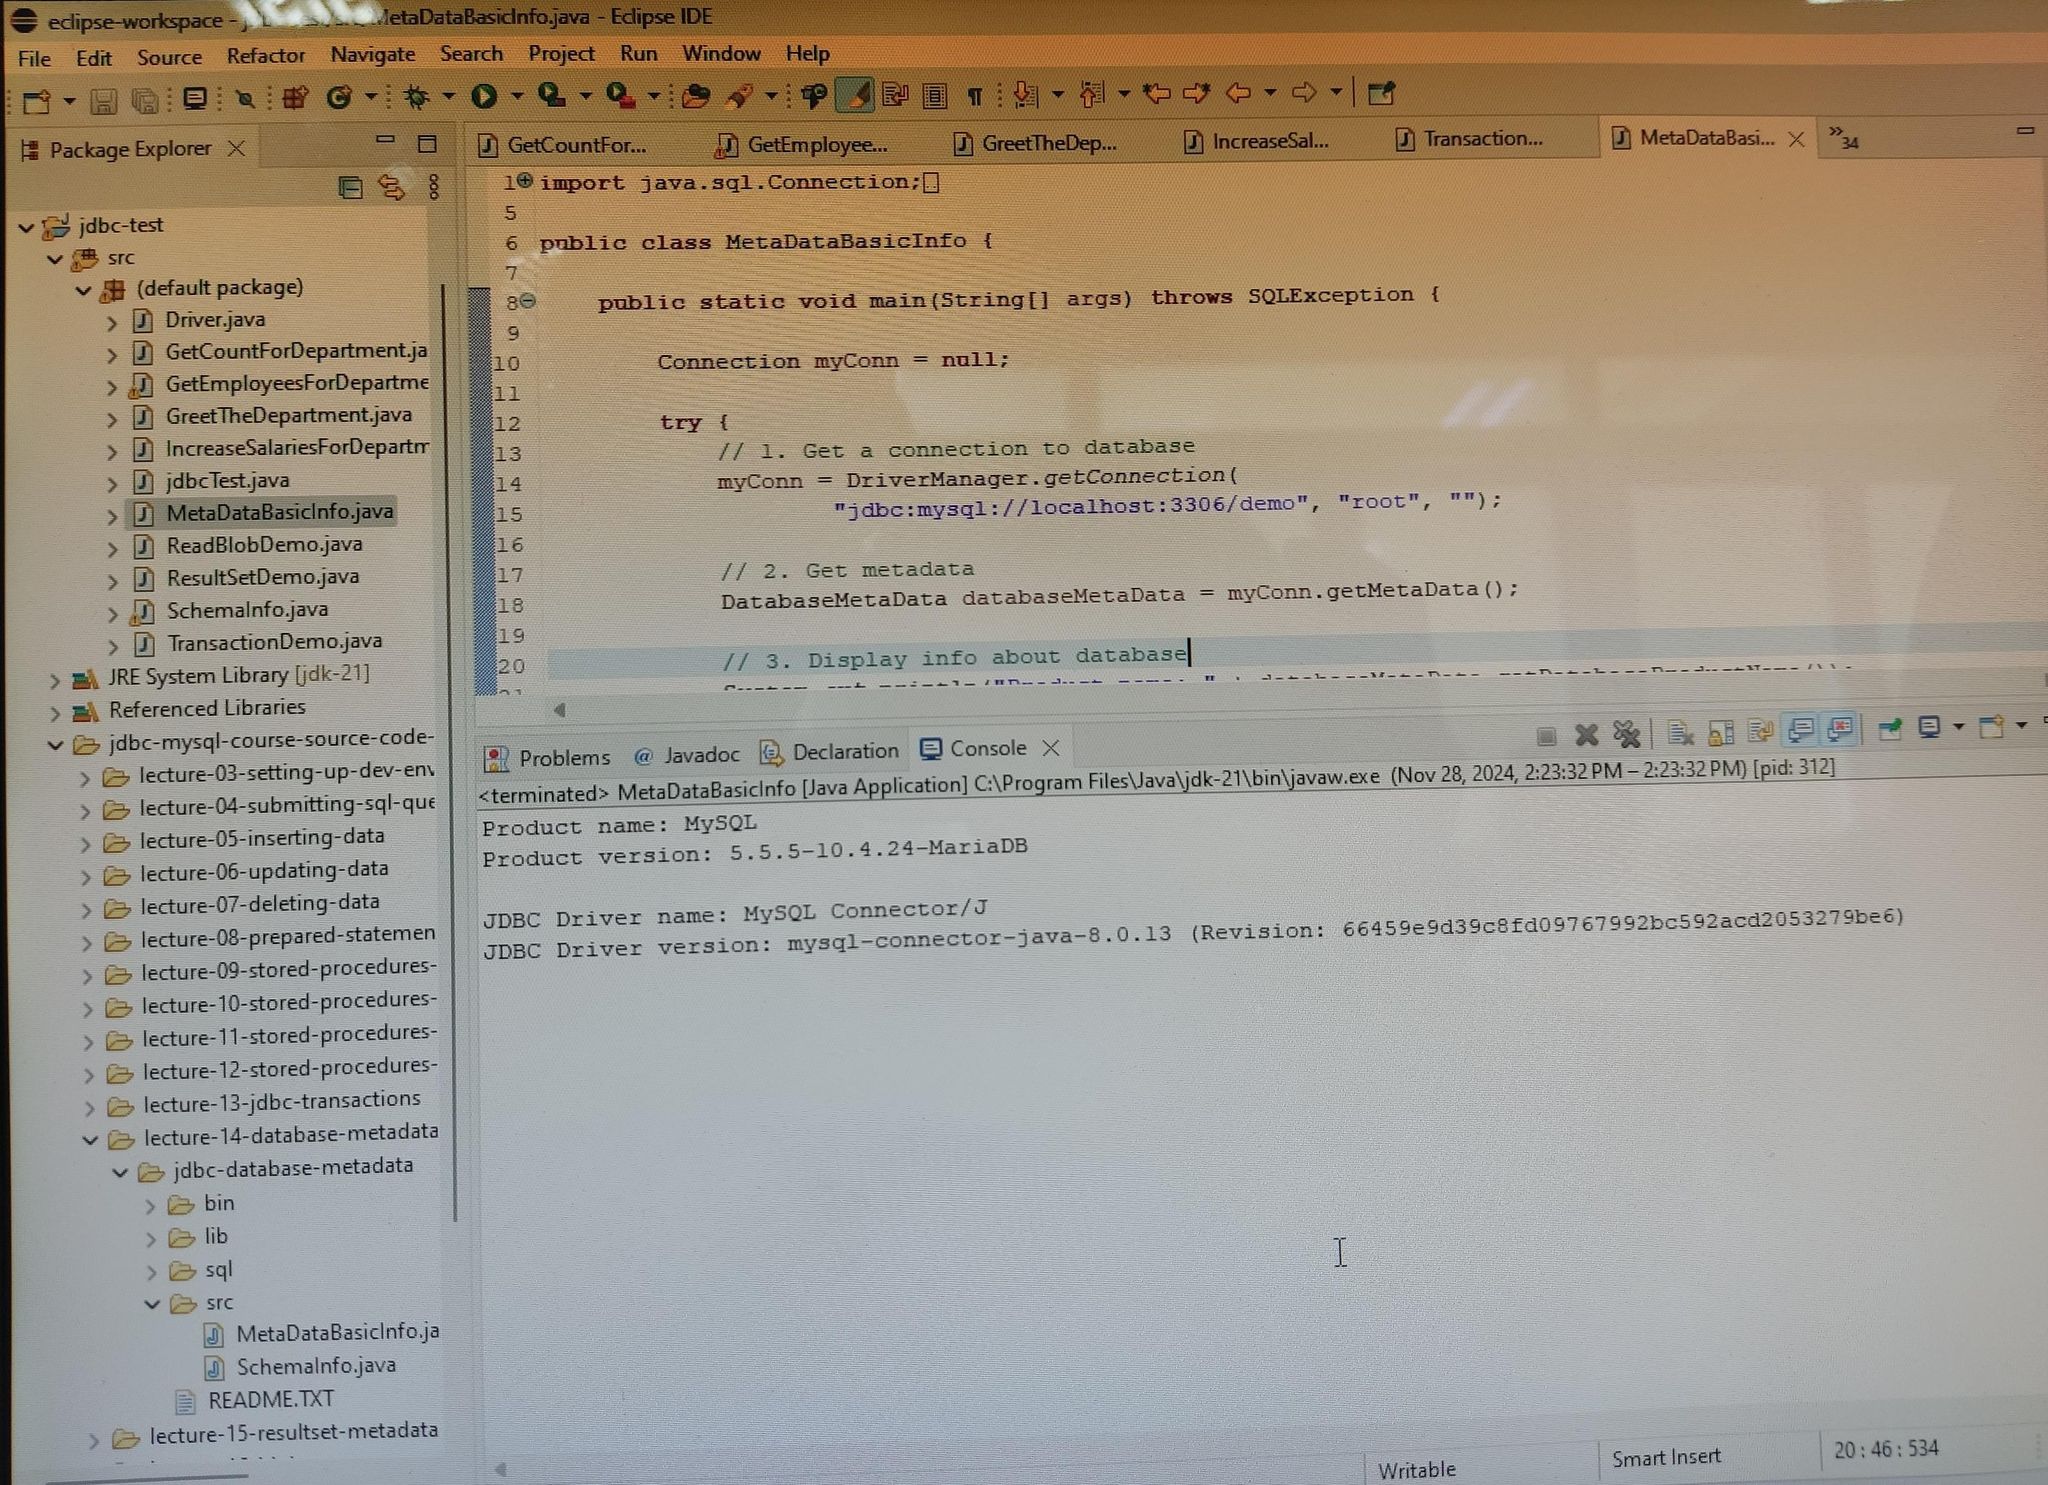 eclipse-workspace - MetaDataBasicInfo.java - Eclipse IDE
File Edit Source Refactor Navigate Search Project Run Window Help
Package Explorer
jdbc-test
src
(default package)
Driver.java
GetCountForDepartment.ja
GetEmployeesForDepartme
GreetTheDepartment.java
IncreaseSalariesForDepartm
jdbcTest.java
MetaDataBasicInfo.java
ReadBlobDemo.java
ResultSetDemo.java
SchemaInfo.java
TransactionDemo.java
JRE System Library [jdk-21]
Referenced Libraries
jdbc-mysql-course-source-code-
lecture-03-setting-up-dev-env
lecture-04-submitting-sql-que
lecture-05-inserting-data
lecture-06-updating-data
lecture-07-deleting-data
lecture-08-prepared-statemen
lecture-09-stored-procedures-
lecture-10-stored-procedures-
lecture-11-stored-procedures-
lecture-12-stored-procedures-
lecture-13-jdbc-transactions
lecture-14-database-metadata
jdbc-database-metadata
bin
lib
sql
src
MetaDataBasicInfo.ja
SchemaInfo.java
README.TXT
lecture-15-resultset-metadata
GetCountFor... GetEmployee... GreetTheDep... IncreaseSal... Transaction... MetaDataBasi... »34
1 import java.sql.Connection;
5
6 public class MetaDataBasicInfo {
7
8 public static void main(String[] args) throws SQLException {
9
10 Connection myConn = null;
11
12 try {
13 // 1. Get a connection to database
14 myConn = DriverManager.getConnection(
15 "jdbc:mysql://localhost:3306/demo", "root", "");
16
17 // 2. Get metadata
18 DatabaseMetaData databaseMetaData = myConn.getMetaData();
19
20 // 3. Display info about database
Problems @ Javadoc Declaration Console
<terminated> MetaDataBasicInfo [Java Application] C:\Program Files\Java\jdk-21\bin\javaw.exe (Nov 28, 2024, 2:23:32 PM – 2:23:32 PM) [pid: 312]
Product name: MySQL
Product version: 5.5.5-10.4.24-MariaDB
JDBC Driver name: MySQL Connector/J
JDBC Driver version: mysql-connector-java-8.0.13 (Revision: 66459e9d39c8fd09767992bc592acd2053279be6)
Writable Smart Insert 20 : 46 : 534